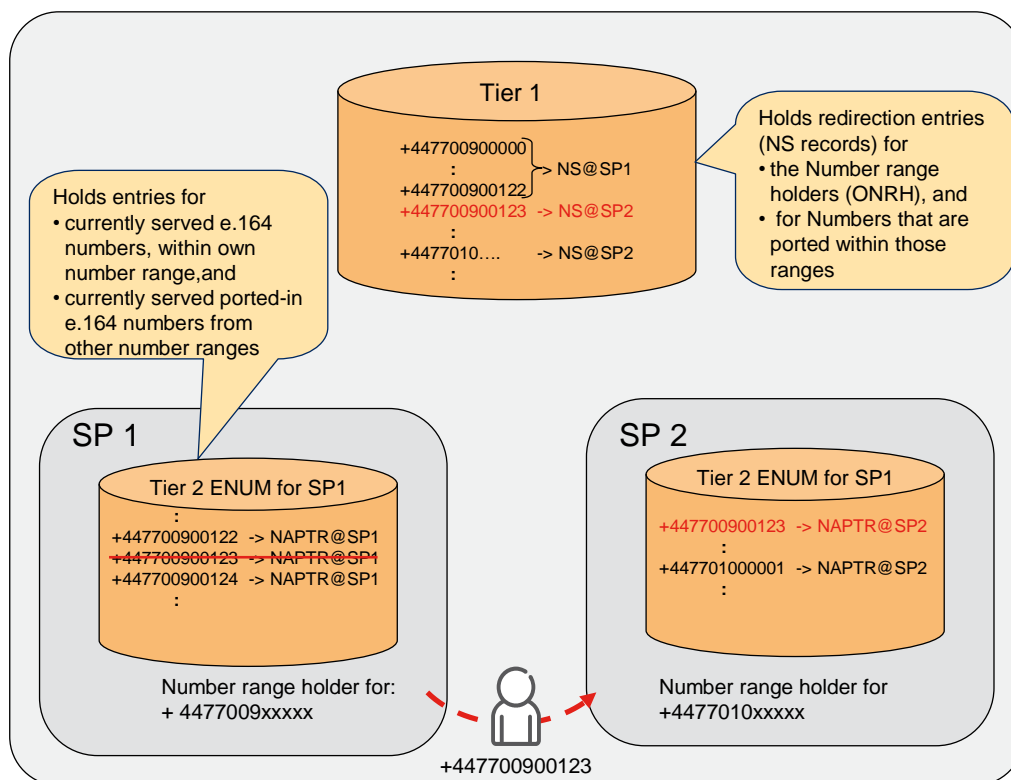 Tier 1
+447700900000
:
+447700900122
-> NS@SP1
+447700900123 -> NS@SP2
:
+4477010.... -> NS@SP2
:
Holds redirection entries
(NS records) for
• the Number range
holders (ONRH), and
• for Numbers that are
ported within those
ranges
Holds entries for
• currently served e.164
numbers, within own
number range,and
• currently served ported-in
e.164 numbers from
other number ranges
SP 1
Tier 2 ENUM for SP1
:
+447700900122 -> NAPTR@SP1
+447700900123 -> NAPTR@SP1
+447700900124 -> NAPTR@SP1
:
Number range holder for:
+ 4477009xxxxx
SP 2
Tier 2 ENUM for SP1
+447700900123 -> NAPTR@SP2
:
+447701000001 -> NAPTR@SP2
:
Number range holder for
+4477010xxxxx
+447700900123